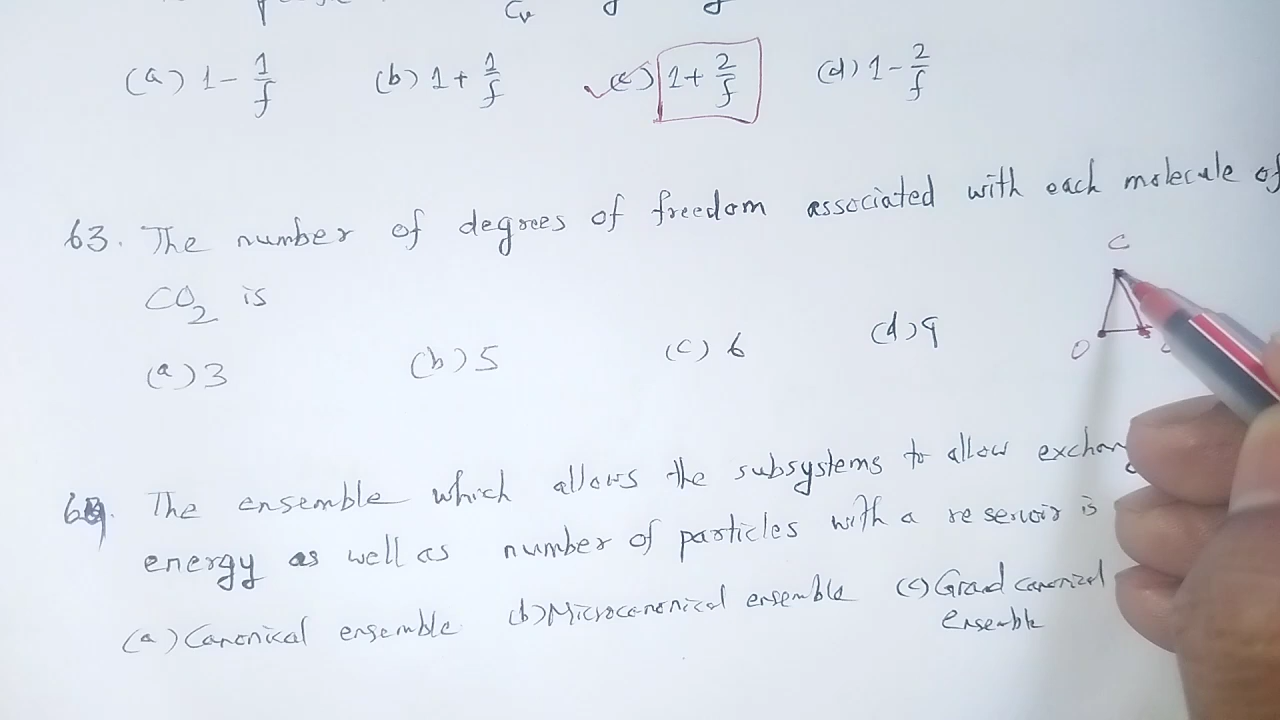 Cv
(a) 1 - 1/f (b) 1 + 1/f (c) 1 + 2/f (d) 1 - 2/f
63. The number of degrees of freedom associated with each molecule of
CO2 is
(a) 3 (b) 5 (c) 6 (d) 9
C
O
64. The ensemble which allows the subsystems to allow exchan
energy as well as number of particles with a reservoir is
(a) Canonical ensemble (b) Microcanonical ensemble (c) Grand canonical
ensemble